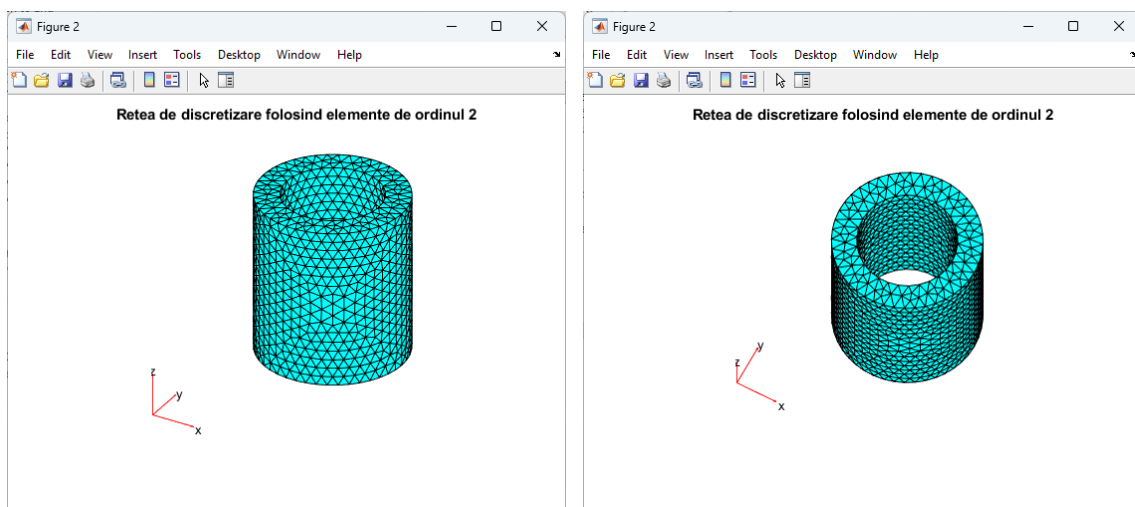 Figure 2
File Edit View Insert Tools Desktop Window Help
Retea de discretizare folosind elemente de ordinul 2
z
y
x
Figure 2
File Edit View Insert Tools Desktop Window Help
Retea de discretizare folosind elemente de ordinul 2
y
z
x